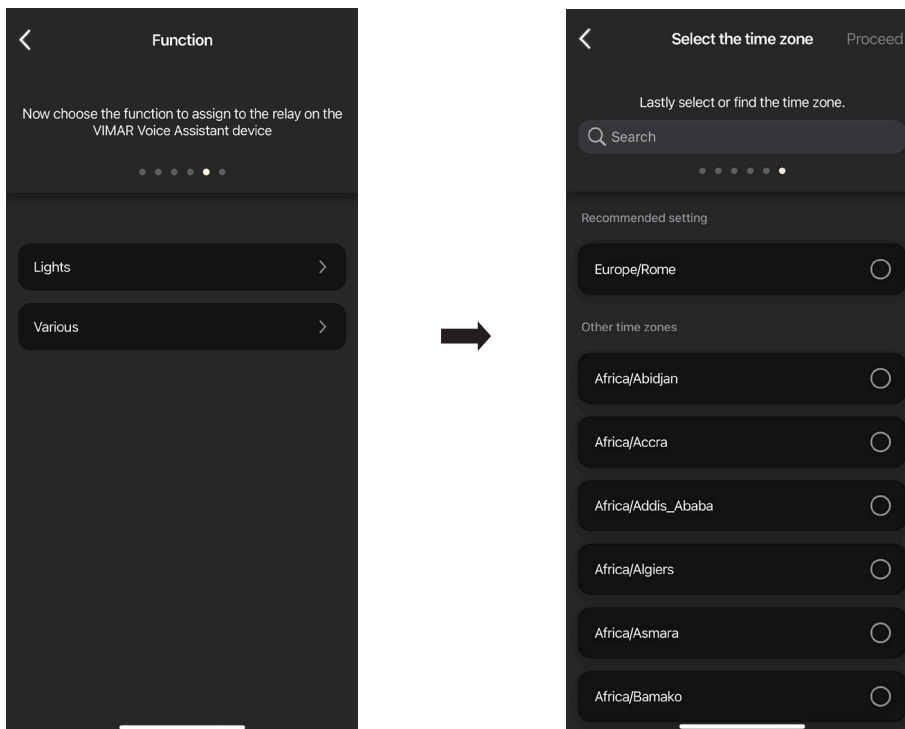 Function
Now choose the function to assign to the relay on the
VIMAR Voice Assistant device
Lights
Various
Select the time zone
Proceed
Lastly select or find the time zone.
Search
Recommended setting
Europe/Rome
Other time zones
Africa/Abidjan
Africa/Accra
Africa/Addis_Ababa
Africa/Algiers
Africa/Asmara
Africa/Bamako